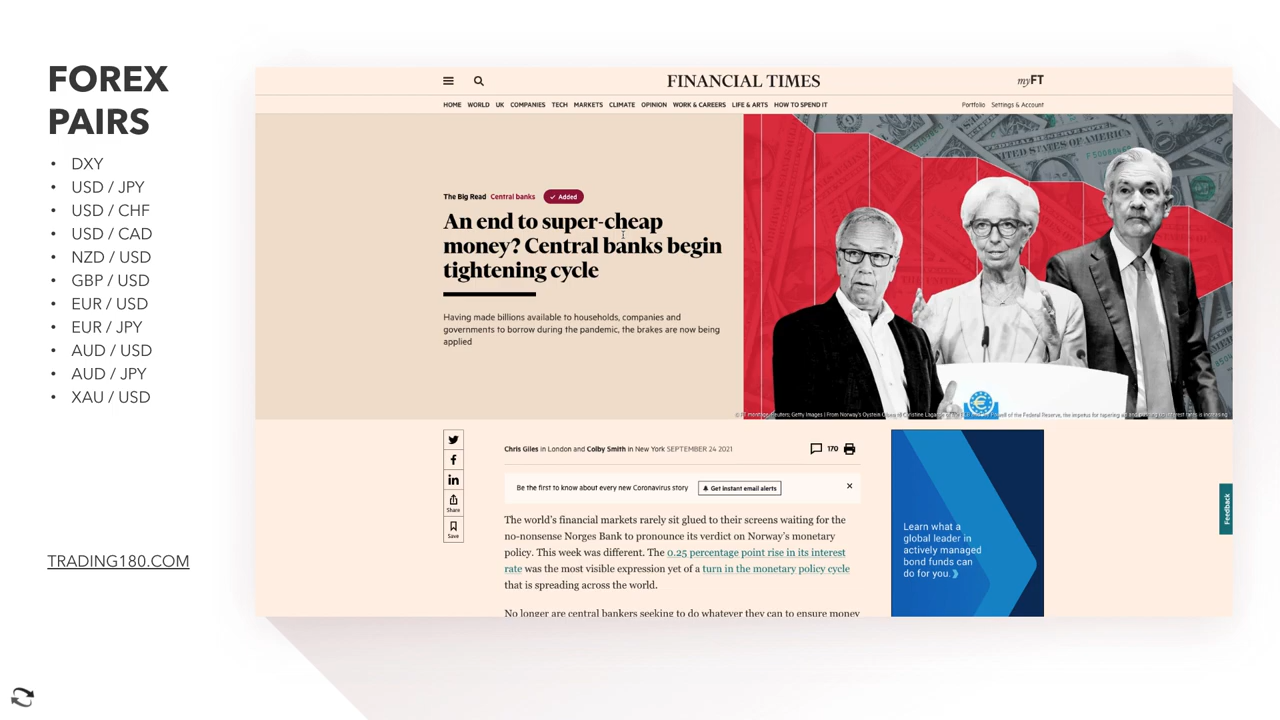 FOREX
PAIRS
• DXY
• USD / JPY
• USD / CHF
• USD / CAD
• NZD / USD
• GBP / USD
• EUR / USD
• EUR / JPY
• AUD / USD
• AUD / JPY
• XAU / USD
TRADING180.COM
FINANCIAL TIMES
myFT
HOME WORLD UK COMPANIES TECH MARKETS CLIMATE OPINION WORK & CAREERS LIFE & ARTS HOW TO SPEND IT
Portfolio Settings & Account
The Big Read Central banks ✓ Added
An end to super-cheap
money? Central banks begin
tightening cycle
Having made billions available to households, companies and
governments to borrow during the pandemic, the brakes are now being
applied
© FT montage; Reuters; Getty Images | From Norway's Oystein
Share
Save
Chris Giles in London and Colby Smith in New York SEPTEMBER 24 2021
170
Be the first to know about every new Coronavirus story
Get instant email alerts
×
The world's financial markets rarely sit glued to their screens waiting for the
no-nonsense Norges Bank to pronounce its verdict on Norway's monetary
policy. This week was different. The 0.25 percentage point rise in its interest
rate was the most visible expression yet of a turn in the monetary policy cycle
that is spreading across the world.
No longer are central bankers seeking to do whatever they can to ensure money
Learn what a
global leader in
actively managed
bond funds can
do for you.
Feedback